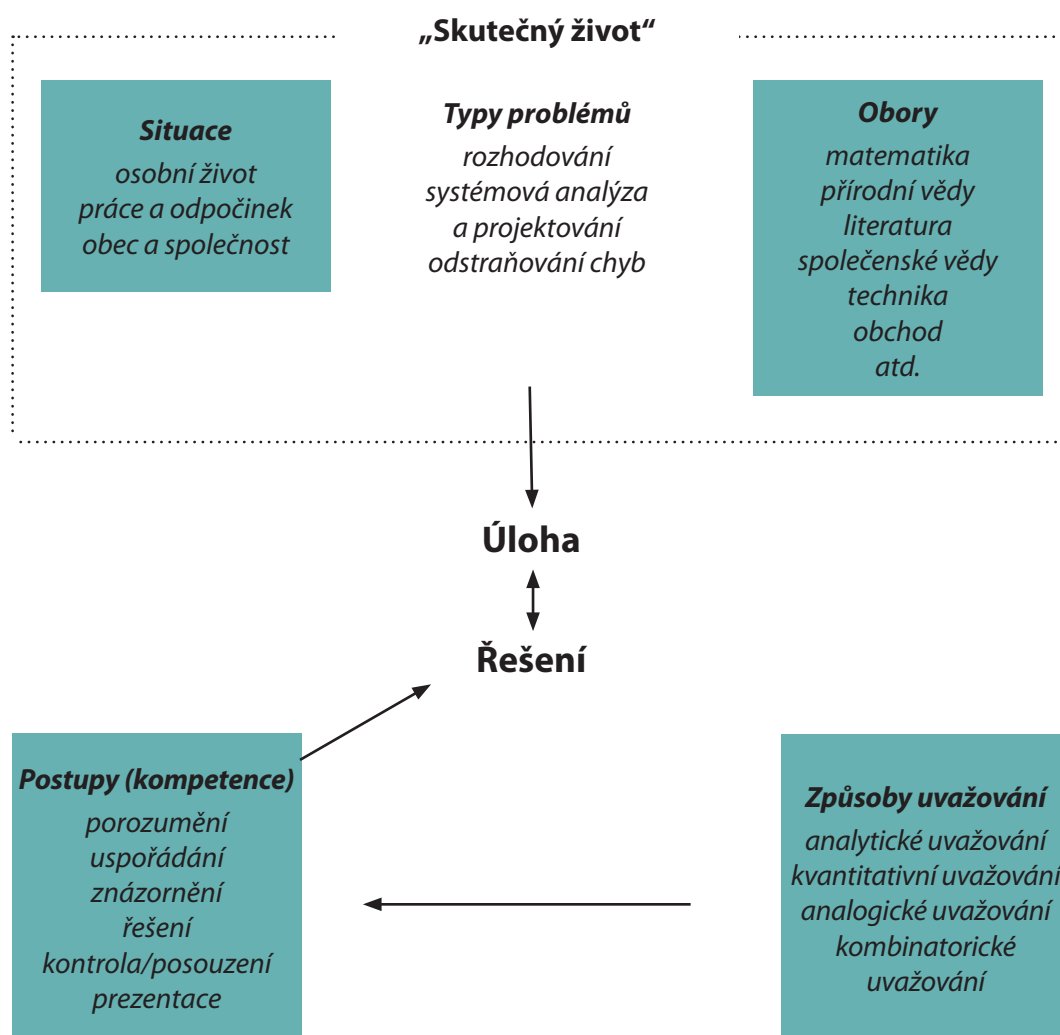 „Skutečný život“
Situace
osobní život
práce a odpočinek
obec a společnost
Typy problémů
rozhodování
systémová analýza
a projektování
odstraňování chyb
Obory
matematika
přírodní vědy
literatura
společenské vědy
technika
obchod
atd.
Úloha
Řešení
Postupy (kompetence)
porozumění
uspořádání
znázornění
řešení
kontrola/posouzení
prezentace
Způsoby uvažování
analytické uvažování
kvantitativní uvažování
analogické uvažování
kombinatorické
uvažování